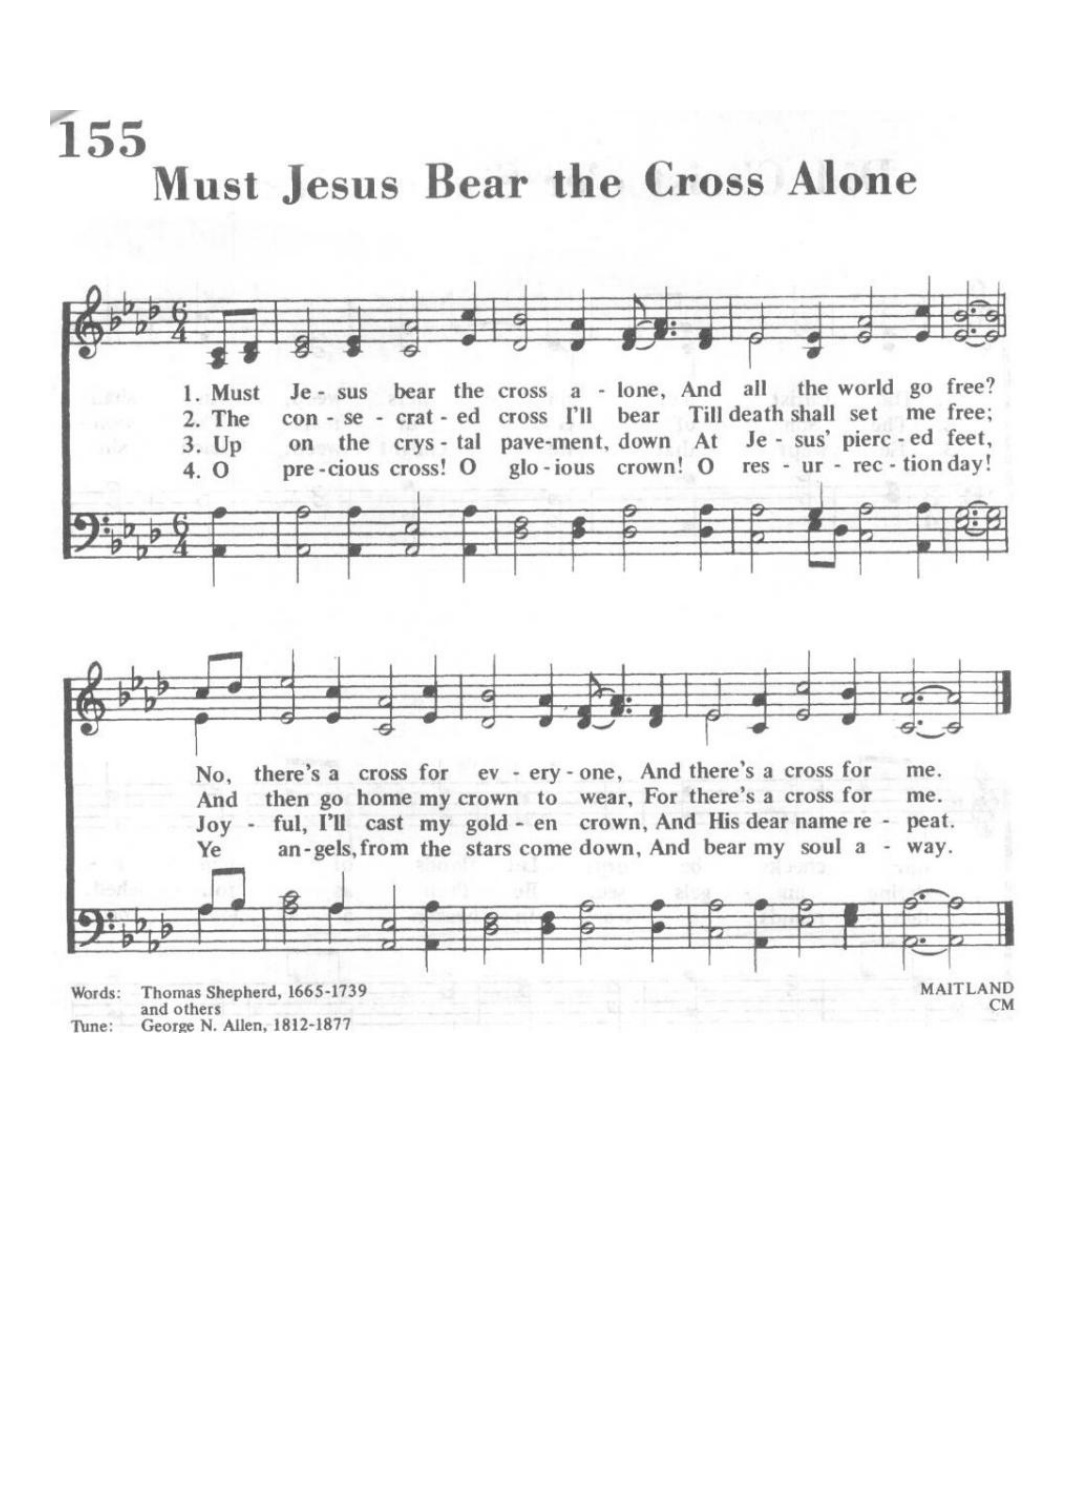 155
Must Jesus Bear the Cross Alone
1. Must Je - sus bear the cross a - lone, And all the world go free?
2. The con - se - crat - ed cross I'll bear Till death shall set me free;
3. Up on the crys - tal pave-ment, down At Je - sus' pierc - ed feet,
4. O pre - cious cross! O glo - ious crown! O res - ur - rec - tion day!
No, there's a cross for ev - ery - one, And there's a cross for me.
And then go home my crown to wear, For there's a cross for me.
Joy - ful, I'll cast my gold - en crown, And His dear name re - peat.
Ye an - gels, from the stars come down, And bear my soul a - way.
Words: Thomas Shepherd, 1665-1739 MAITLAND
and others CM
Tune: George N. Allen, 1812-1877